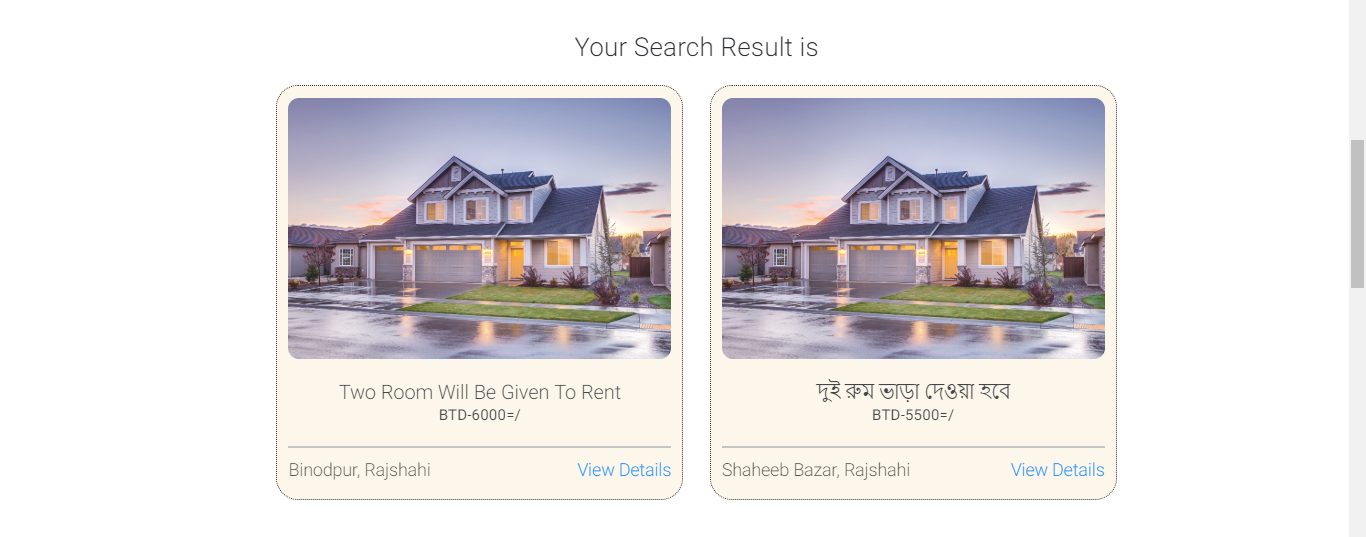 Your Search Result is
Two Room Will Be Given To Rent
BTD-6000=/
Binodpur, Rajshahi
View Details
দুই রুম ভাড়া দেওয়া হবে
BTD-5500=/
Shaheeb Bazar, Rajshahi
View Details